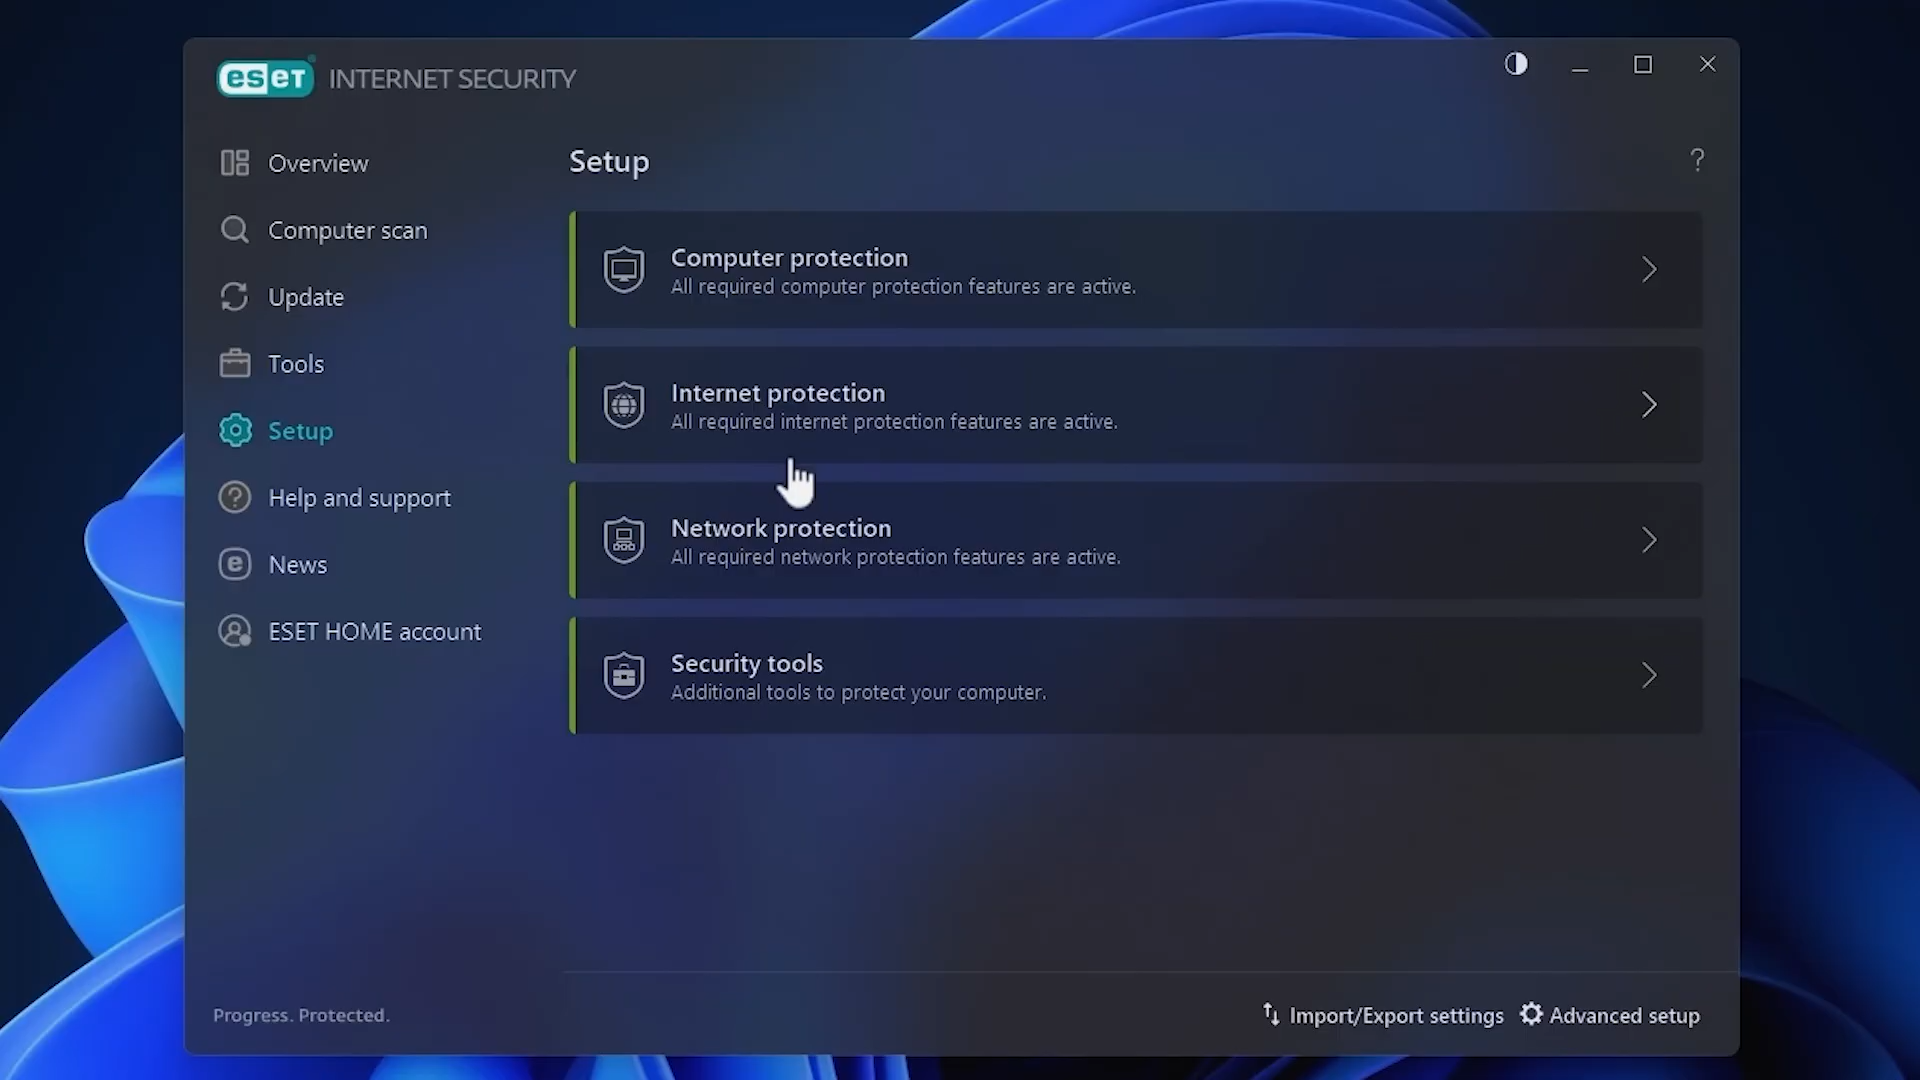 eset INTERNET SECURITY
Overview
Computer scan
Update
Tools
Setup
Help and support
News
ESET HOME account
Setup
?
Computer protection
All required computer protection features are active.
Internet protection
All required internet protection features are active.
Network protection
All required network protection features are active.
Security tools
Additional tools to protect your computer.
Progress. Protected.
Import/Export settings
Advanced setup